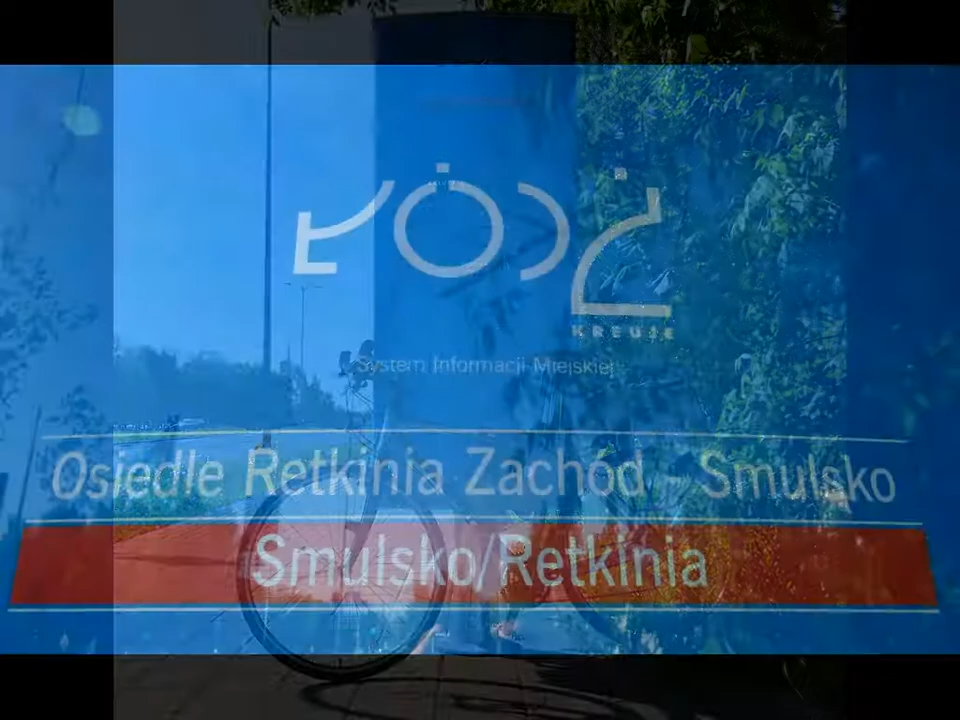 ŁÓDŹ
KREUJE
System Informacji Miejskiej
Osiedle Retkinia Zachód - Smulsko
Smulsko/Retkinia